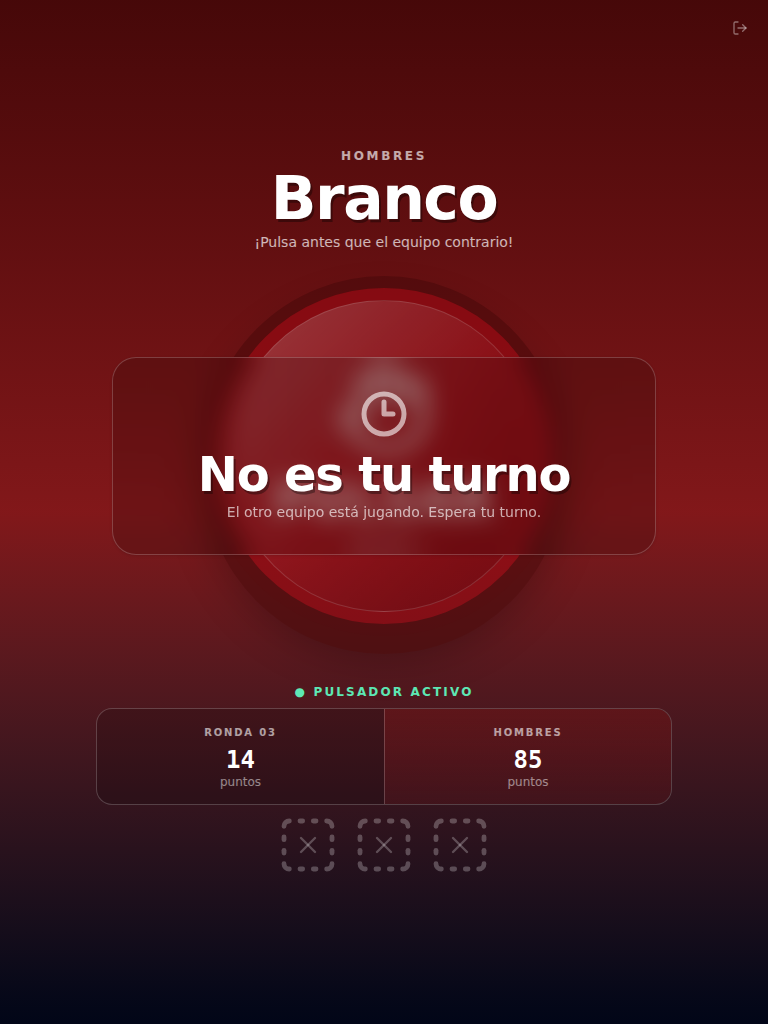 HOMBRES
Branco
¡Pulsa antes que el equipo contrario!
No es tu turno
El otro equipo está jugando. Espera tu turno.
PULSADOR ACTIVO
RONDA 03
14
puntos
HOMBRES
85
puntos